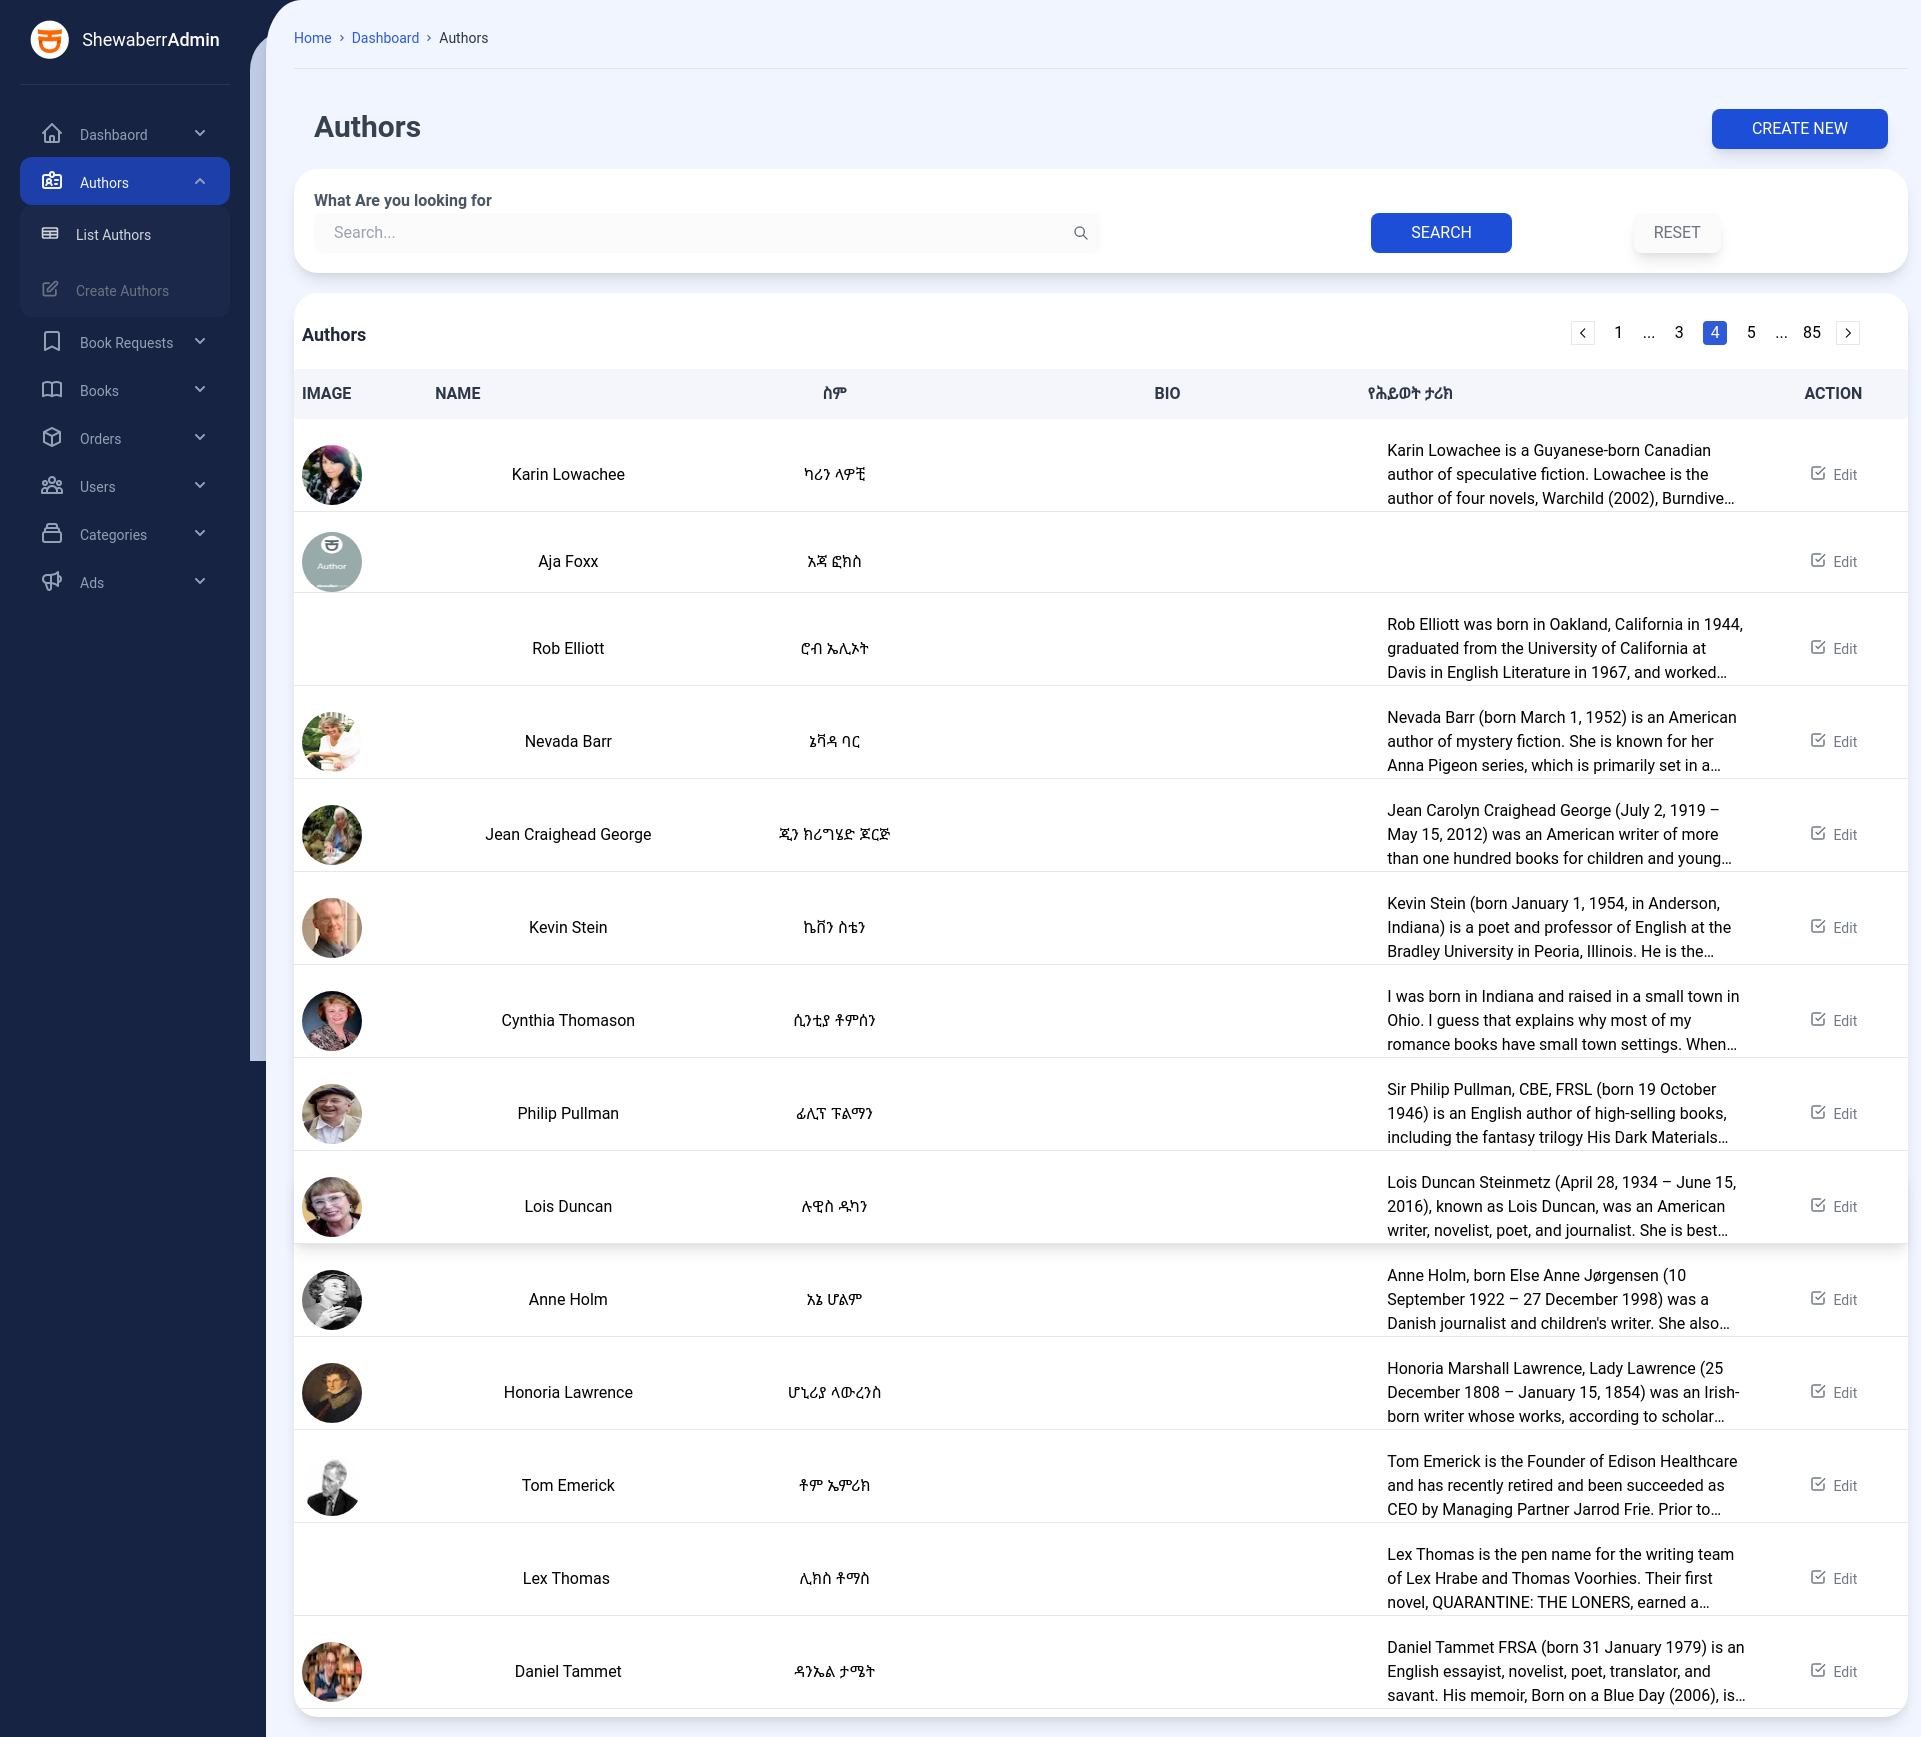 ShewaberrAdmin
Dashbaord
Authors
List Authors
Create Authors
Book Requests
Books
Orders
Users
Categories
Ads
Home › Dashboard › Authors
Authors
CREATE NEW
What Are you looking for
Search...
SEARCH
RESET
Authors
1 ... 3 4 5 ... 85
IMAGE NAME ስም BIO የሕይወት ታሪክ ACTION
Karin Lowachee ካሪን ላዎቺ
Karin Lowachee is a Guyanese-born Canadian
author of speculative fiction. Lowachee is the
author of four novels, Warchild (2002), Burndive…
Edit
Author
Aja Foxx አጃ ፎክስ
Edit
Rob Elliott ሮብ ኤሊኦት
Rob Elliott was born in Oakland, California in 1944,
graduated from the University of California at
Davis in English Literature in 1967, and worked…
Edit
Nevada Barr ኔቫዳ ባር
Nevada Barr (born March 1, 1952) is an American
author of mystery fiction. She is known for her
Anna Pigeon series, which is primarily set in a…
Edit
Jean Craighead George ጂን ክሪግሄድ ጆርጅ
Jean Carolyn Craighead George (July 2, 1919 –
May 15, 2012) was an American writer of more
than one hundred books for children and young…
Edit
Kevin Stein ኬቨን ስቴን
Kevin Stein (born January 1, 1954, in Anderson,
Indiana) is a poet and professor of English at the
Bradley University in Peoria, Illinois. He is the…
Edit
Cynthia Thomason ሲንቲያ ቶምሰን
I was born in Indiana and raised in a small town in
Ohio. I guess that explains why most of my
romance books have small town settings. When…
Edit
Philip Pullman ፊሊፕ ፑልማን
Sir Philip Pullman, CBE, FRSL (born 19 October
1946) is an English author of high-selling books,
including the fantasy trilogy His Dark Materials…
Edit
Lois Duncan ሉዊስ ዱካን
Lois Duncan Steinmetz (April 28, 1934 – June 15,
2016), known as Lois Duncan, was an American
writer, novelist, poet, and journalist. She is best…
Edit
Anne Holm አኔ ሆልም
Anne Holm, born Else Anne Jørgensen (10
September 1922 – 27 December 1998) was a
Danish journalist and children's writer. She also…
Edit
Honoria Lawrence ሆኒሪያ ላውረንስ
Honoria Marshall Lawrence, Lady Lawrence (25
December 1808 – January 15, 1854) was an Irish-
born writer whose works, according to scholar…
Edit
Tom Emerick ቶም ኤምሪክ
Tom Emerick is the Founder of Edison Healthcare
and has recently retired and been succeeded as
CEO by Managing Partner Jarrod Frie. Prior to…
Edit
Lex Thomas ሊክስ ቶማስ
Lex Thomas is the pen name for the writing team
of Lex Hrabe and Thomas Voorhies. Their first
novel, QUARANTINE: THE LONERS, earned a…
Edit
Daniel Tammet ዳንኤል ታሜት
Daniel Tammet FRSA (born 31 January 1979) is an
English essayist, novelist, poet, translator, and
savant. His memoir, Born on a Blue Day (2006), is…
Edit